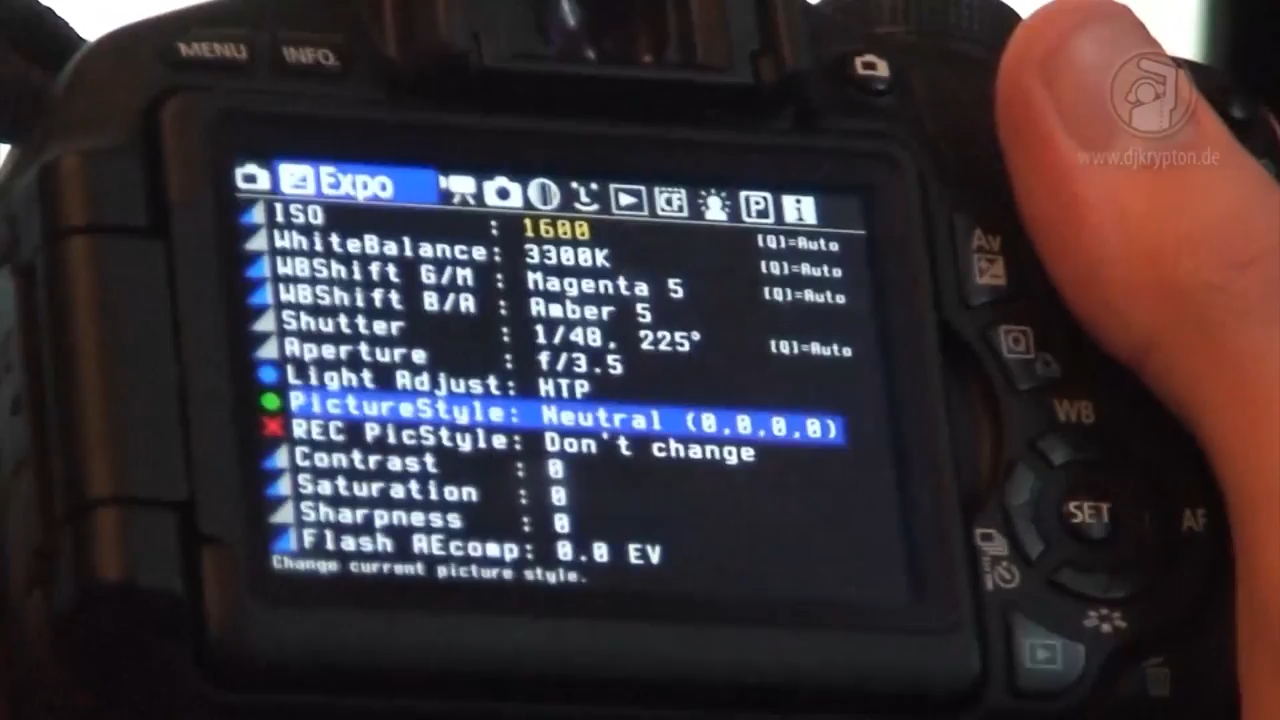 MENU INFO.
www.djkrypton.de
Expo CF P i
ISO : 1600 [Q]=Auto
WhiteBalance: 3300K [Q]=Auto
WBShift G/M : Magenta 5 [Q]=Auto
WBShift B/A : Amber 5
Shutter : 1/40, 225° [Q]=Auto
Aperture : f/3.5
Light Adjust: HTP
PictureStyle: Neutral (0,0,0,0)
REC PicStyle: Don't change
Contrast : 0
Saturation : 0
Sharpness : 0
Flash AEcomp: 0.0 EV
Change current picture style.
Av
Q
WB
SET
AF